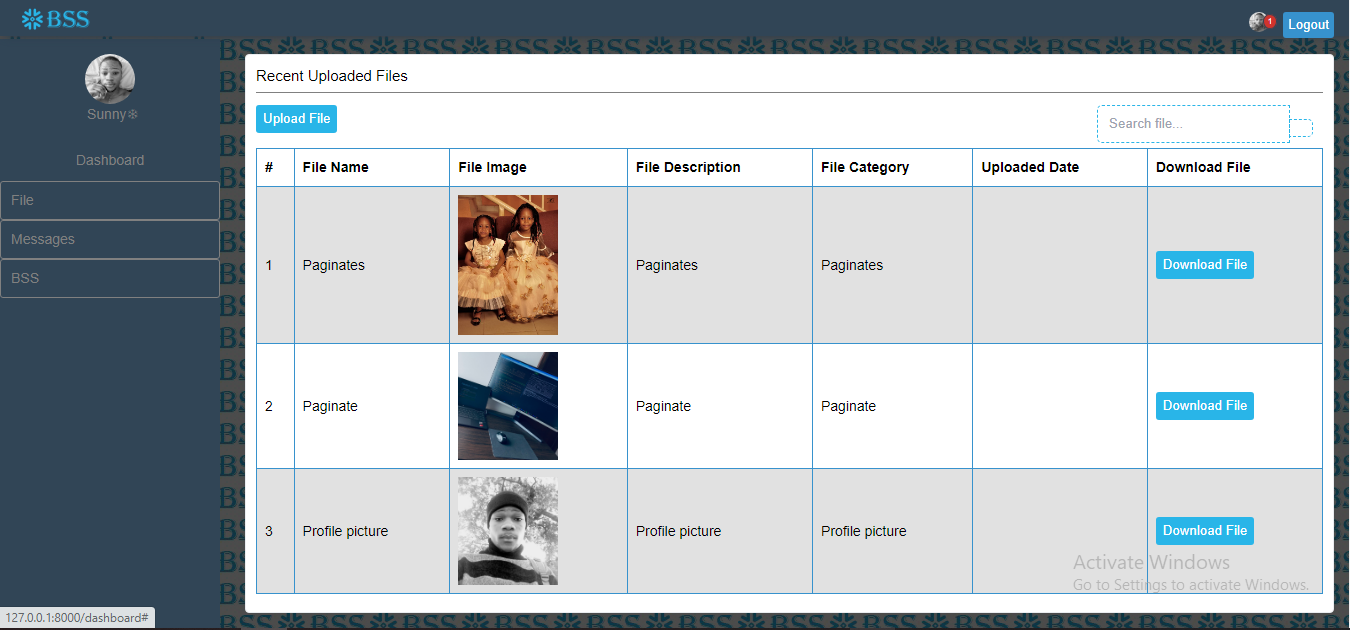 BSS
1
Logout
Sunny❄
Dashboard
File
Messages
BSS
Recent Uploaded Files
Upload File
Search file...
# File Name File Image File Description File Category Uploaded Date Download File
1 Paginates Paginates Paginates Download File
2 Paginate Paginate Paginate Download File
3 Profile picture Profile picture Profile picture Download File
Activate Windows
Go to Settings to activate Windows.
127.0.0.1:8000/dashboard#